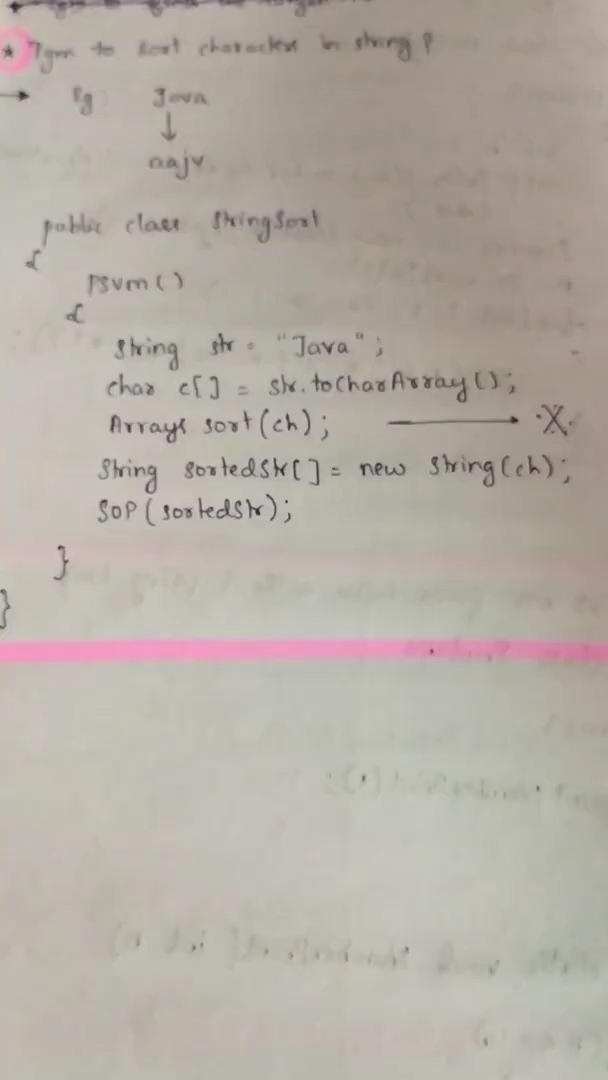 * Pgm to sort character in string?
→ Eg Java
↓
aajv
public class StringSort
{
psvm()
{
String str = "Java";
char c[] = str.toCharArray();
Arrays sort(ch); → .X.
String sortedStr[] = new String(ch);
SOP(sortedStr);
}
}